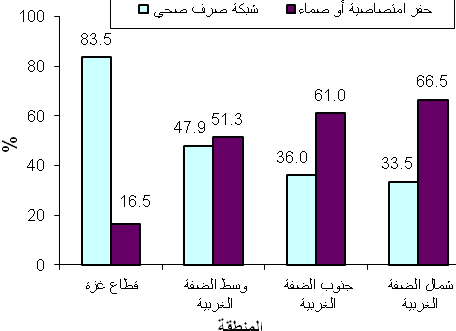 شبكة صرف صحي حفر امتصاصية أو صماء
%
100
80
60
40
20
0
83.5
16.5
47.9
51.3
36.0
61.0
33.5
66.5
قطاع غزة
وسط الضفة
الغربية
جنوب الضفة
الغربية
شمال الضفة
الغربية
المنطقة